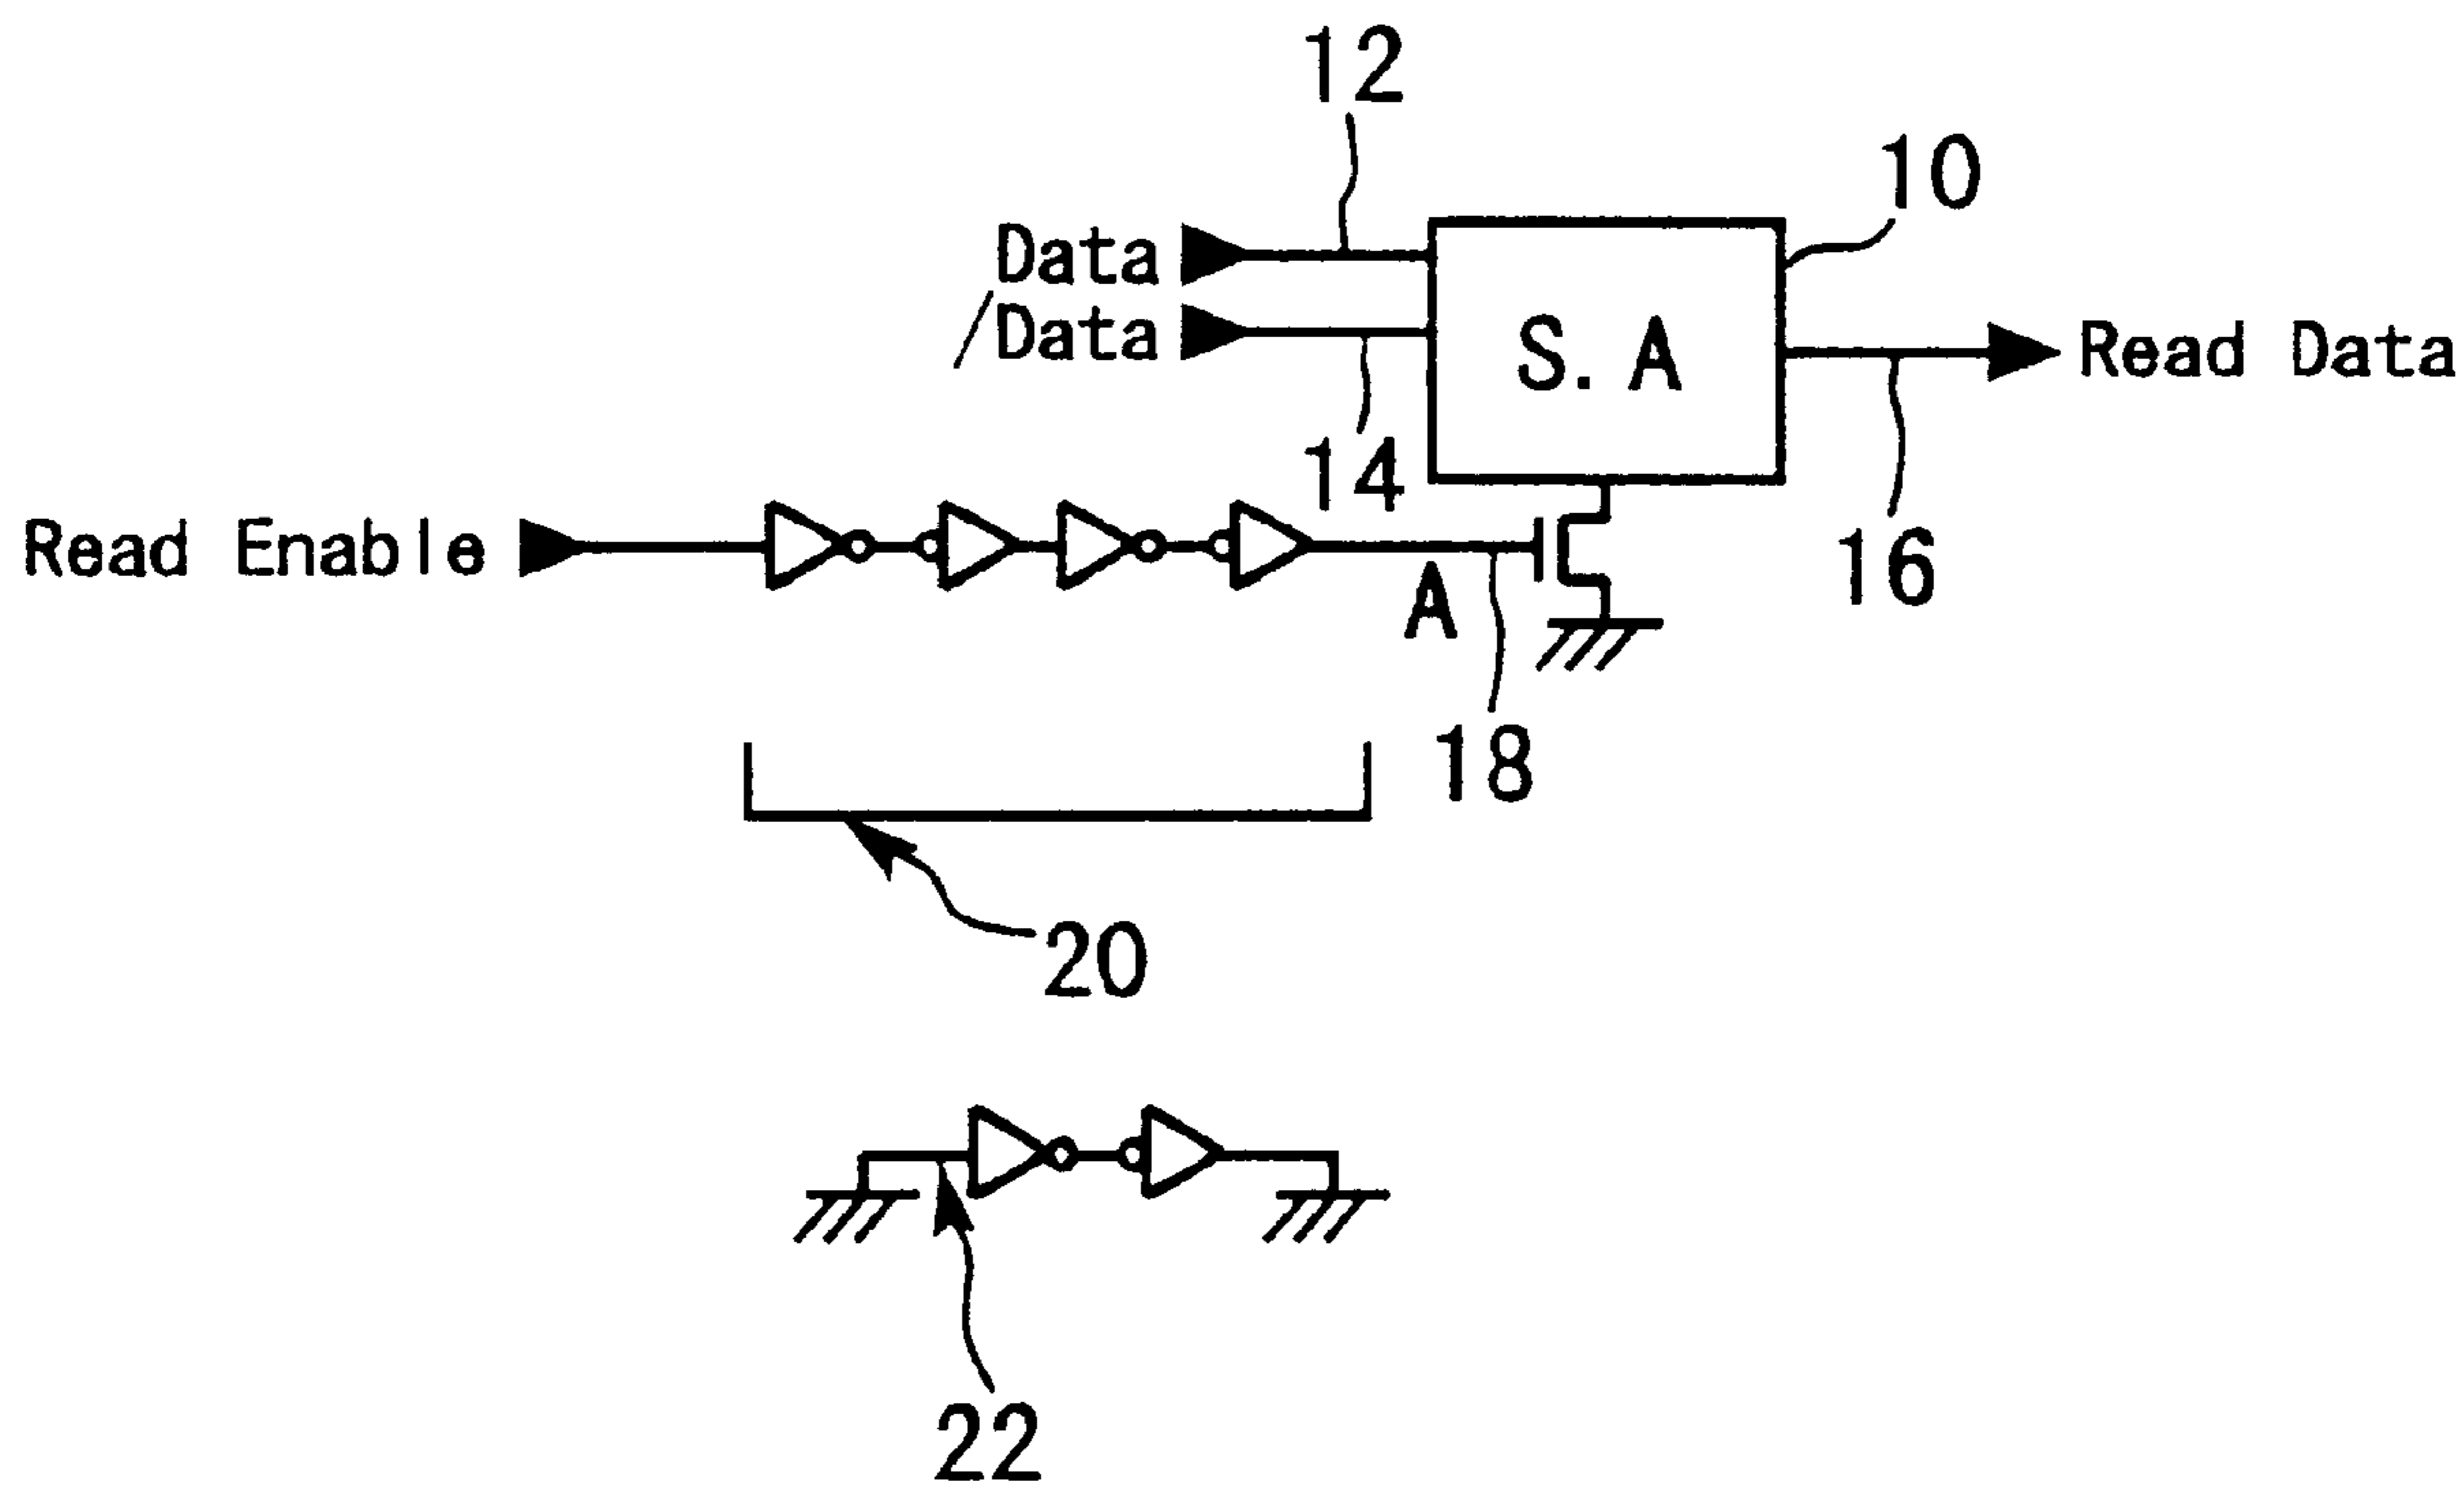 12
10
Data
/Data
S. A
Read Data
14
Read Enable
A
16
18
20
22